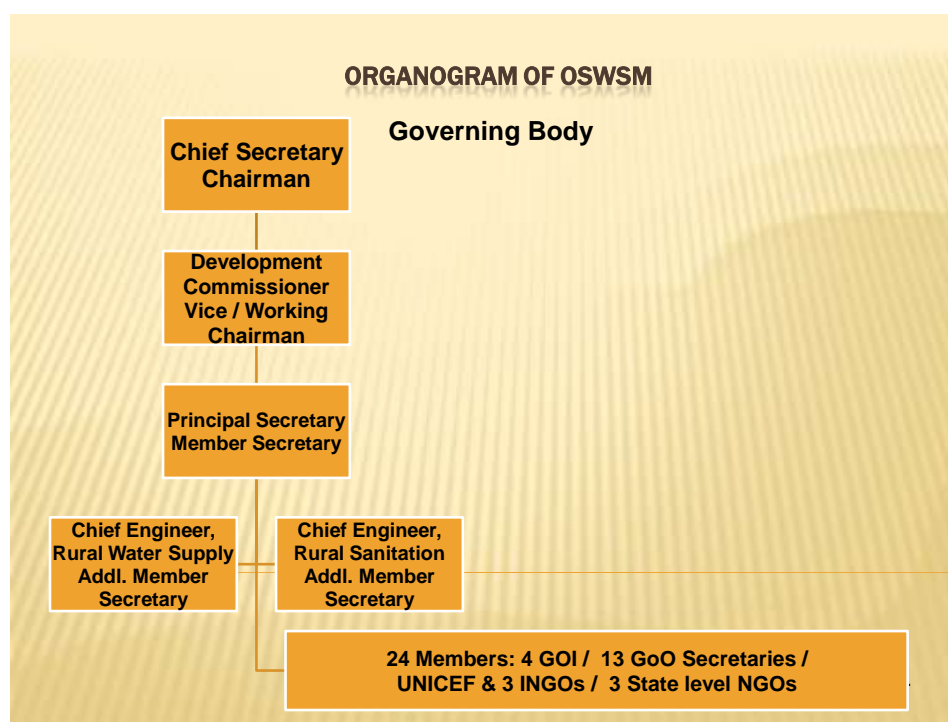 ORGANOGRAM OF OSWSM
Governing Body
Chief Secretary
Chairman
Development
Commissioner
Vice / Working
Chairman
Principal Secretary
Member Secretary
Chief Engineer,
Rural Water Supply
Addl. Member
Secretary
Chief Engineer,
Rural Sanitation
Addl. Member
Secretary
24 Members: 4 GOI / 13 GoO Secretaries /
UNICEF & 3 INGOs / 3 State level NGOs